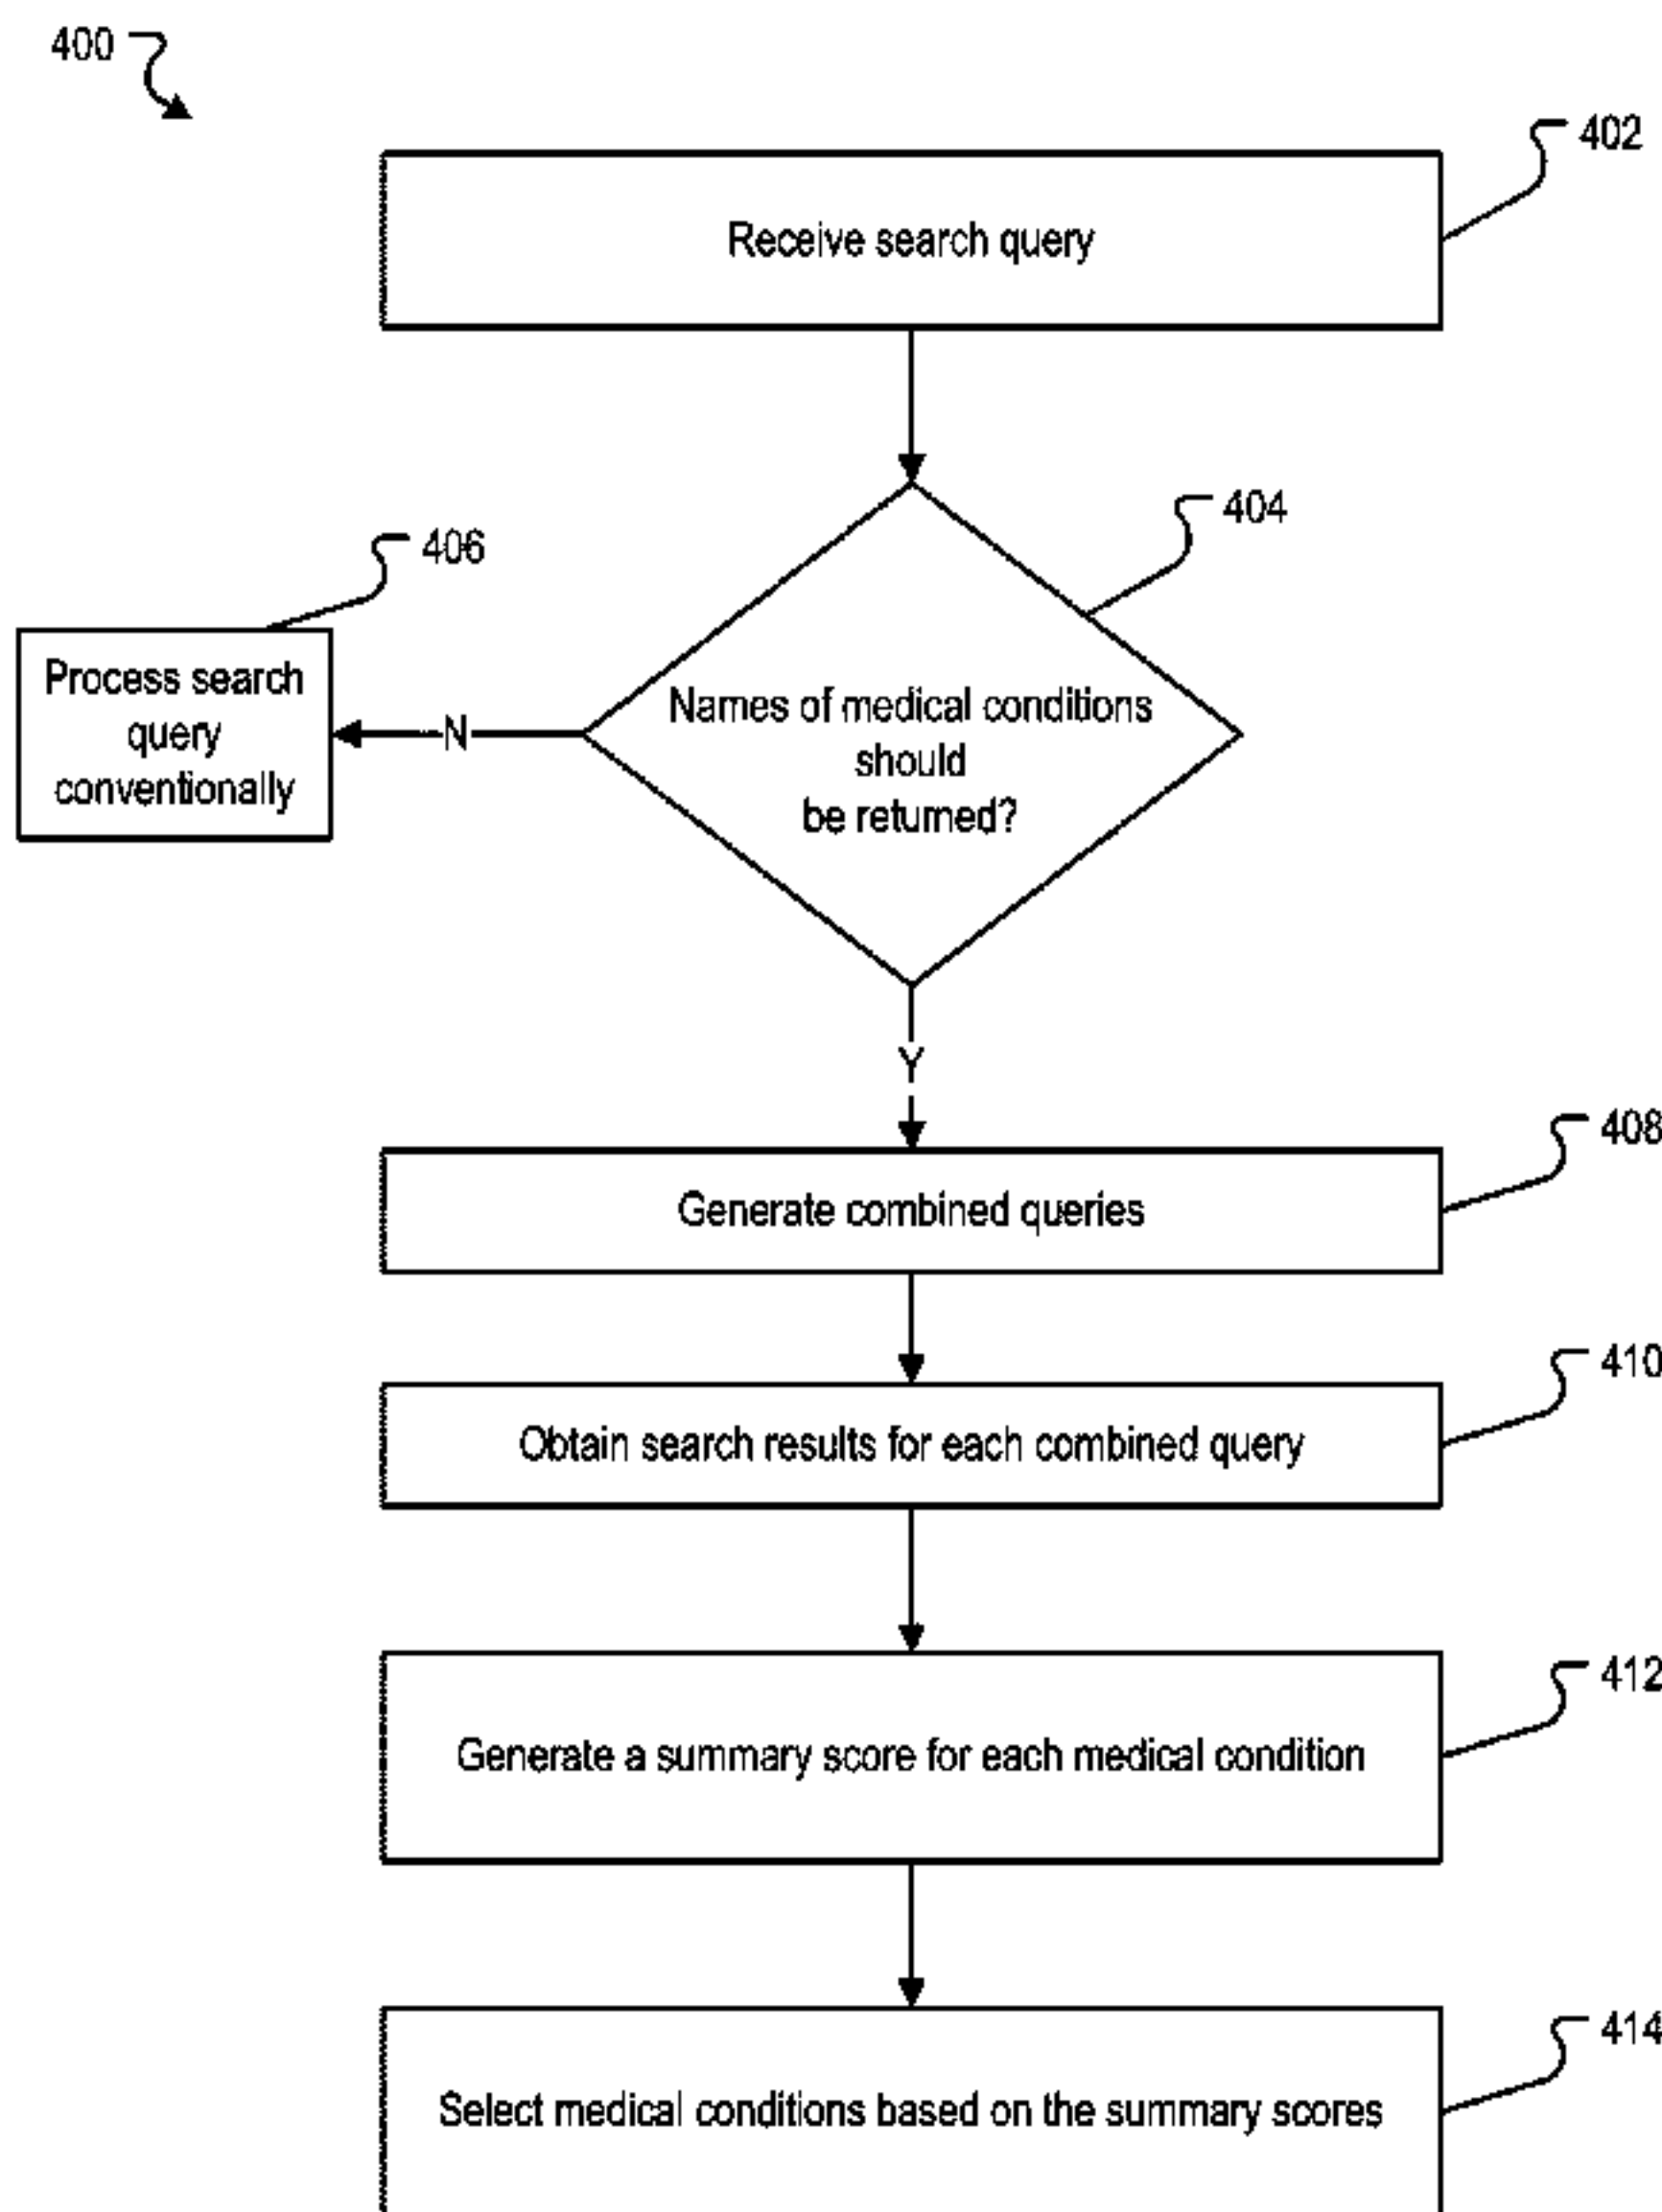 400
402
Receive search query
404
406
Process search
query
conventionally
N
Names of medical conditions
should
be returned?
Y
408
Generate combined queries
410
Obtain search results for each combined query
412
Generate a summary score for each medical condition
414
Select medical conditions based on the summary scores